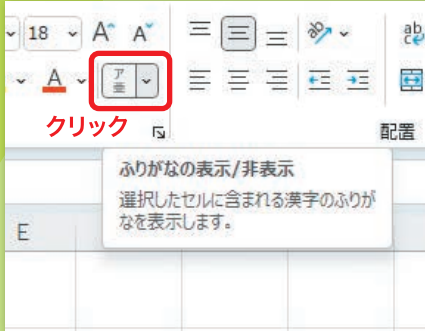 18 A A ab
A ア亜 ab c
クリック 配置
ふりがなの表示/非表示
選択したセルに含まれる漢字のふりが
なを表示します。
E